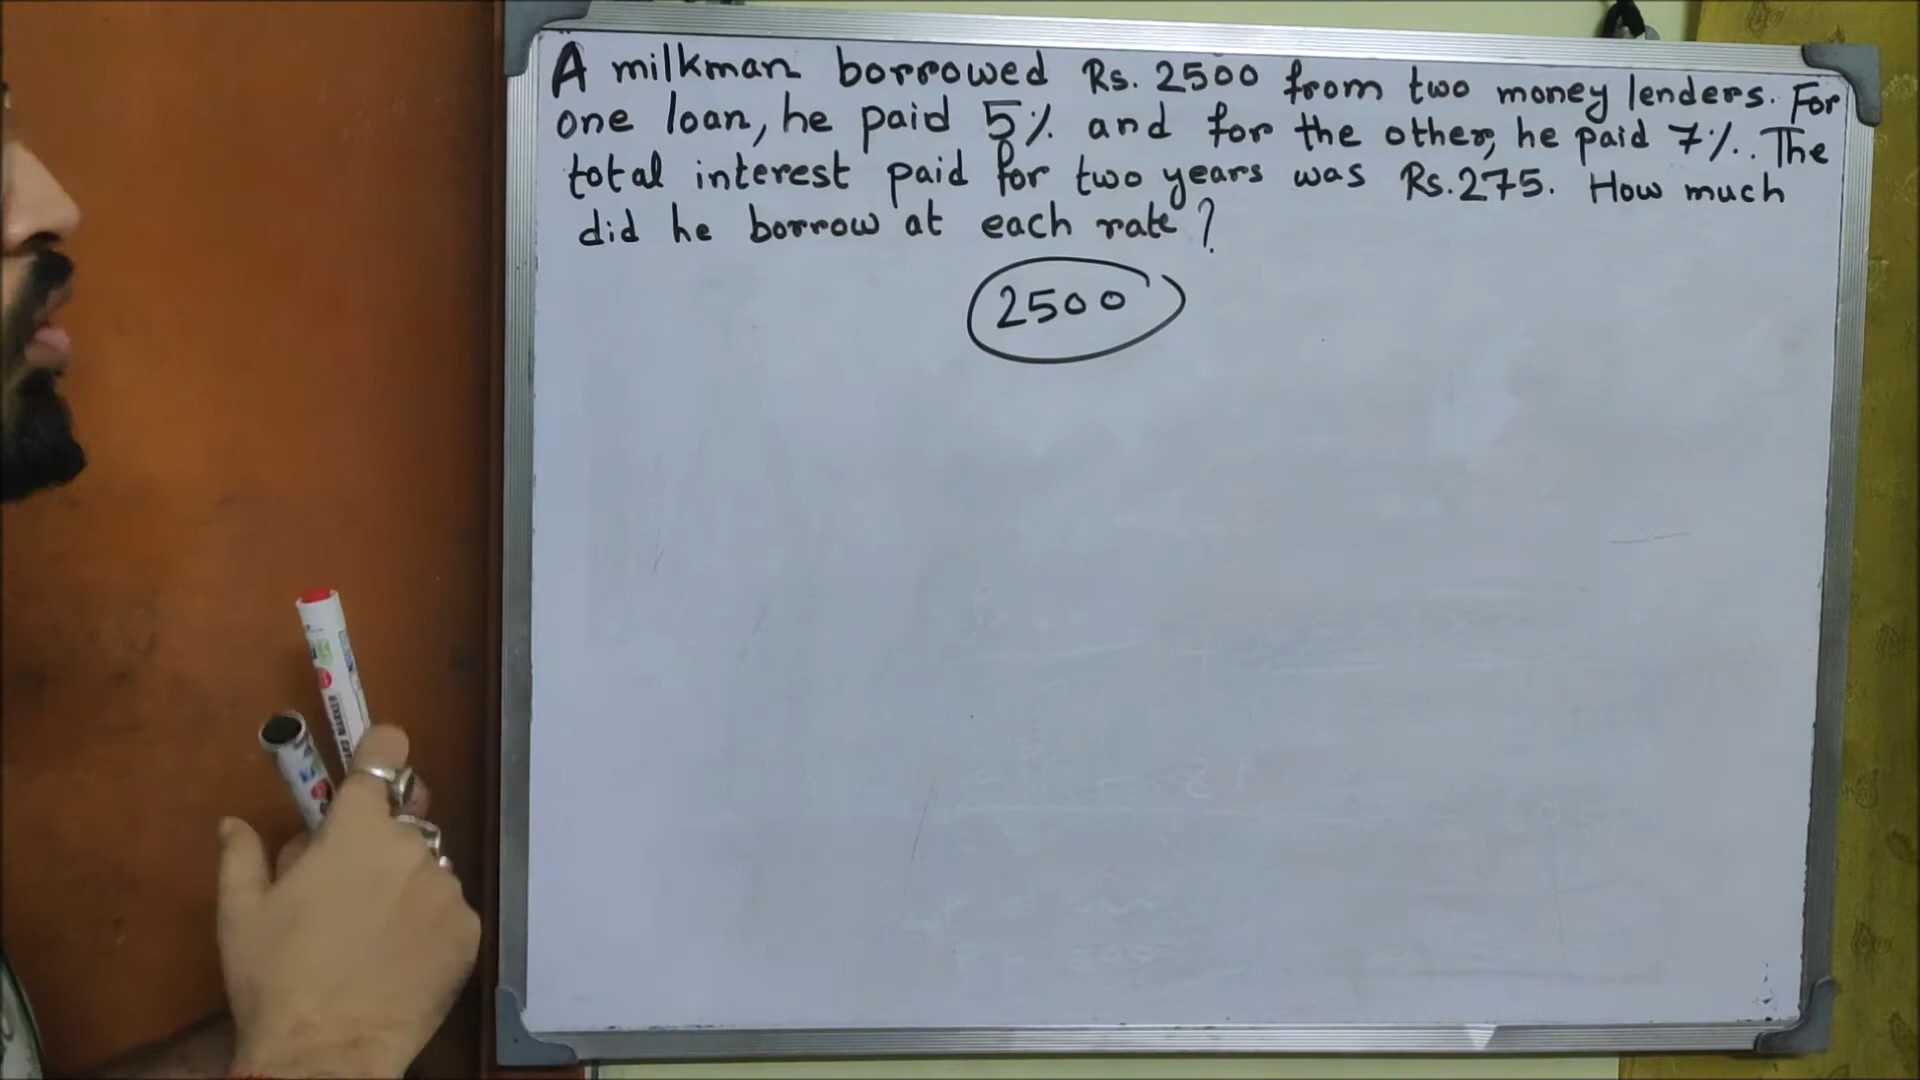 A milkman borrowed Rs. 2500 from two money lenders. For
one loan, he paid 5% and for the other, he paid 7%. The
total interest paid for two years was Rs.275. How much
did he borrow at each rate?
2500